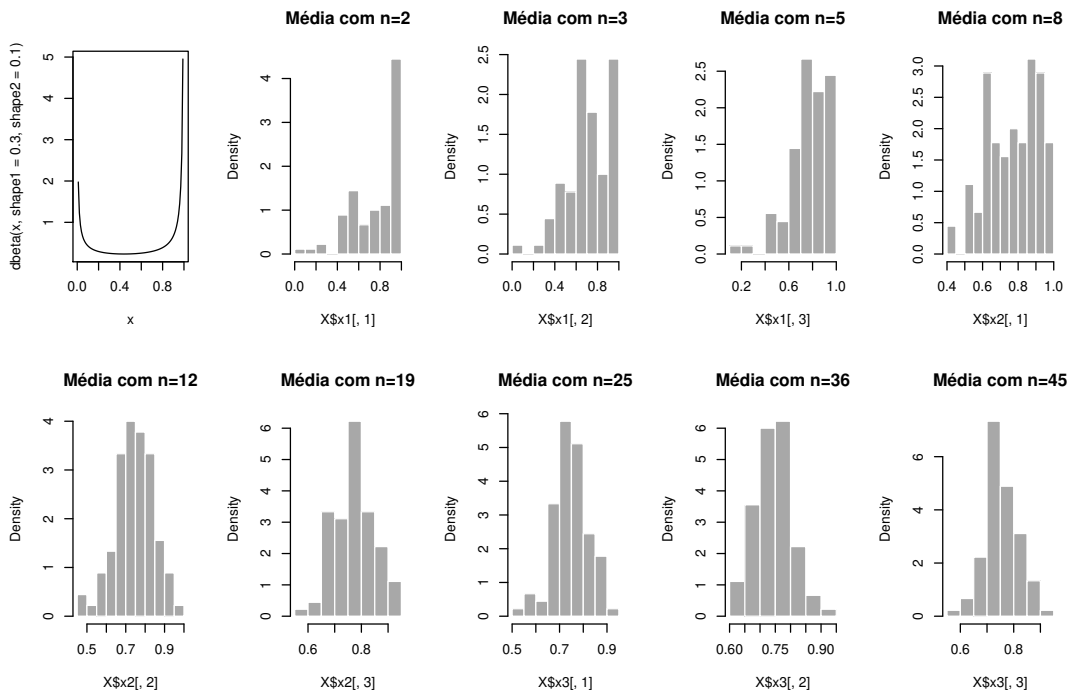 Média com n=2
Média com n=3
Média com n=5
Média com n=8
dbeta(x, shape1 = 0.3, shape2 = 0.1)
1 2 3 4 5
0.0 0.4 0.8
x
Density
0 1 2 3 4
0.0 0.4 0.8
X$x1[, 1]
Density
0.0 0.5 1.0 1.5 2.0 2.5
0.0 0.4 0.8
X$x1[, 2]
Density
0.0 0.5 1.0 1.5 2.0 2.5
0.2 0.6 1.0
X$x1[, 3]
Density
0.0 0.5 1.0 1.5 2.0 2.5 3.0
0.4 0.6 0.8 1.0
X$x2[, 1]
Média com n=12
Média com n=19
Média com n=25
Média com n=36
Média com n=45
Density
0 1 2 3 4
0.5 0.7 0.9
X$x2[, 2]
Density
0 1 2 3 4 5 6
0.6 0.8
X$x2[, 3]
Density
0 1 2 3 4 5 6
0.5 0.7 0.9
X$x3[, 1]
Density
0 1 2 3 4 5 6
0.60 0.75 0.90
X$x3[, 2]
Density
0 2 4 6
0.6 0.8
X$x3[, 3]